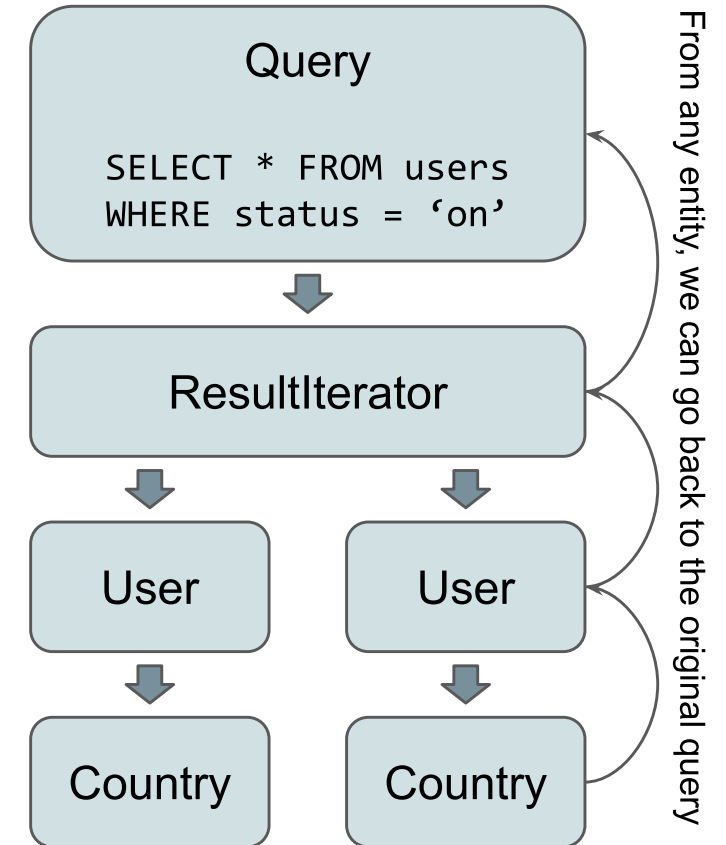 Query
SELECT * FROM users
WHERE status = ‘on’
ResultIterator
User
User
Country
Country
From any entity, we can go back to the original query